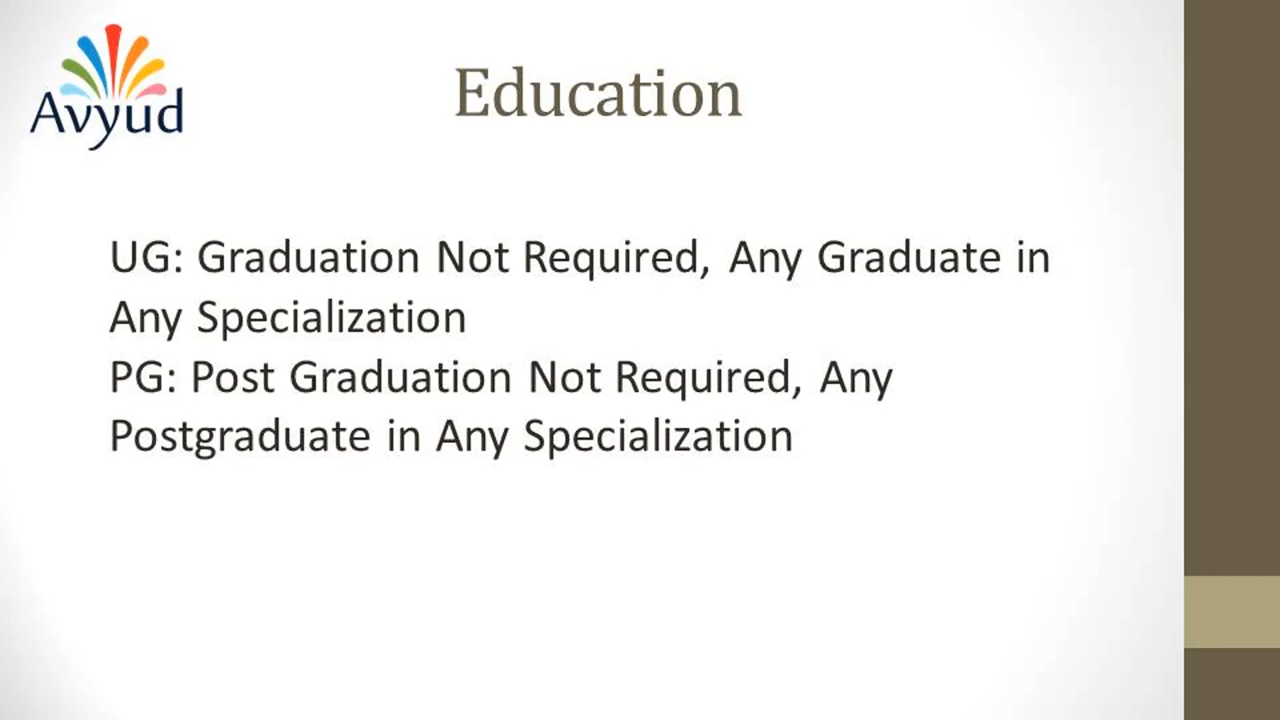 Avyud
Education
UG: Graduation Not Required, Any Graduate in
Any Specialization
PG: Post Graduation Not Required, Any
Postgraduate in Any Specialization